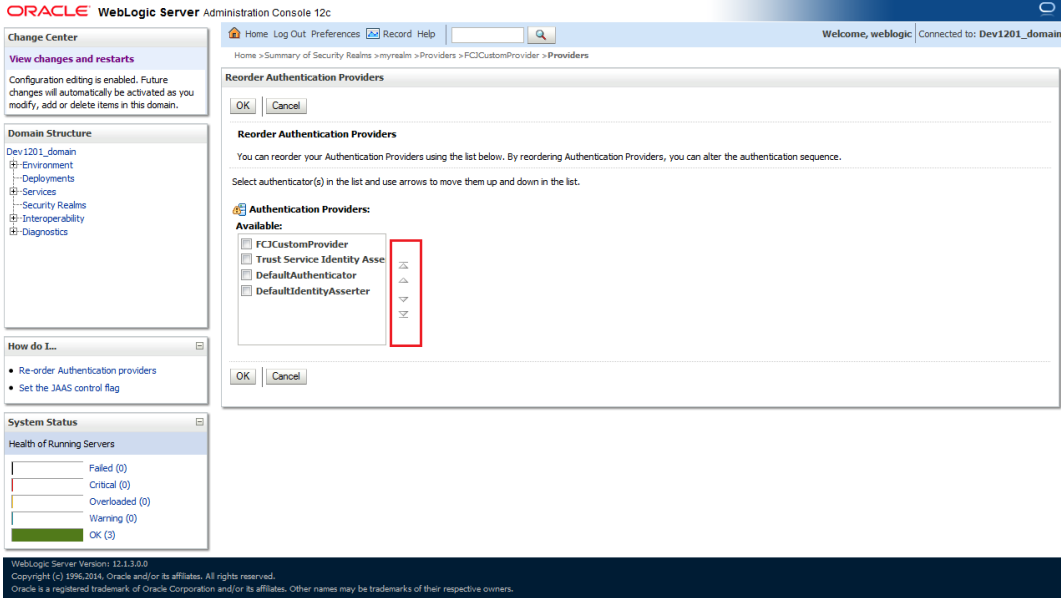 ORACLE WebLogic Server Administration Console 12c
Change Center
View changes and restarts
Configuration editing is enabled. Future
changes will automatically be activated as you
modify, add or delete items in this domain.
Domain Structure
Dev1201_domain
Environment
Deployments
Services
Security Realms
Interoperability
Diagnostics
How do I...
Re-order Authentication providers
Set the JAAS control flag
System Status
Health of Running Servers
Failed (0)
Critical (0)
Overloaded (0)
Warning (0)
OK (3)
Home Log Out Preferences Record Help
Welcome, weblogic Connected to: Dev1201_domain
Home >Summary of Security Realms >myrealm >Providers >FCJCustomProvider >Providers
Reorder Authentication Providers
OK Cancel
Reorder Authentication Providers
You can reorder your Authentication Providers using the list below. By reordering Authentication Providers, you can alter the authentication sequence.
Select authenticator(s) in the list and use arrows to move them up and down in the list.
Authentication Providers:
Available:
FCJCustomProvider
Trust Service Identity Asse
DefaultAuthenticator
DefaultIdentityAsserter
OK Cancel
WebLogic Server Version: 12.1.3.0.0
Copyright (c) 1996,2014, Oracle and/or its affiliates. All rights reserved.
Oracle is a registered trademark of Oracle Corporation and/or its affiliates. Other names may be trademarks of their respective owners.